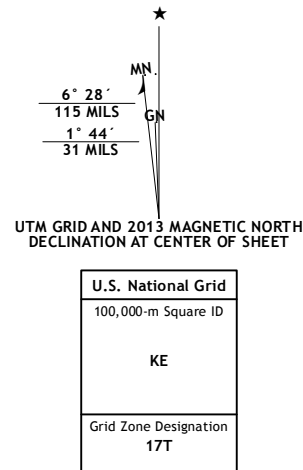 ★
MN
6° 28´
115 MILS
GN
1° 44´
31 MILS
UTM GRID AND 2013 MAGNETIC NORTH
DECLINATION AT CENTER OF SHEET
U.S. National Grid
100,000-m Square ID
KE
Grid Zone Designation
17T